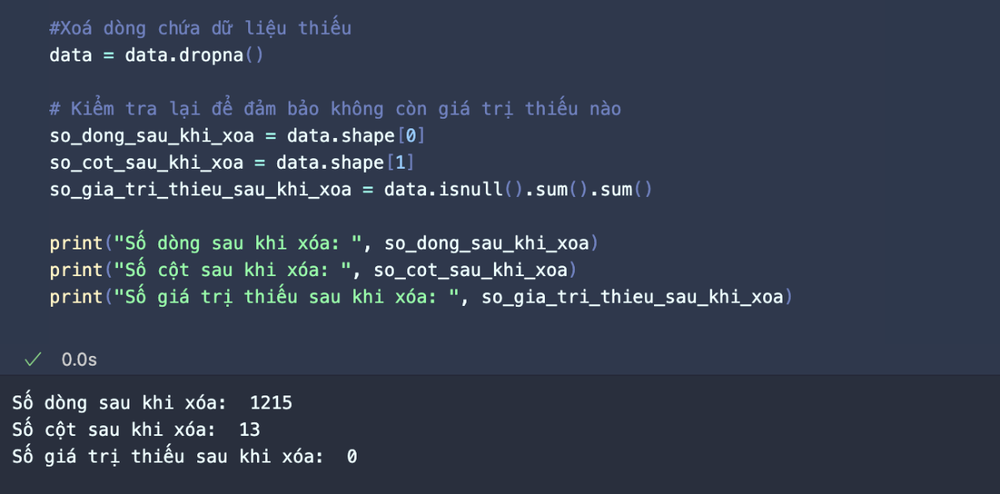 #Xoá dòng chứa dữ liệu thiếu
data = data.dropna()
# Kiểm tra lại để đảm bảo không còn giá trị thiếu nào
so_dong_sau_khi_xoa = data.shape[0]
so_cot_sau_khi_xoa = data.shape[1]
so_gia_tri_thieu_sau_khi_xoa = data.isnull().sum().sum()
print("Số dòng sau khi xóa: ", so_dong_sau_khi_xoa)
print("Số cột sau khi xóa: ", so_cot_sau_khi_xoa)
print("Số giá trị thiếu sau khi xóa: ", so_gia_tri_thieu_sau_khi_xoa)
0.0s
Số dòng sau khi xóa:  1215
Số cột sau khi xóa:  13
Số giá trị thiếu sau khi xóa:  0